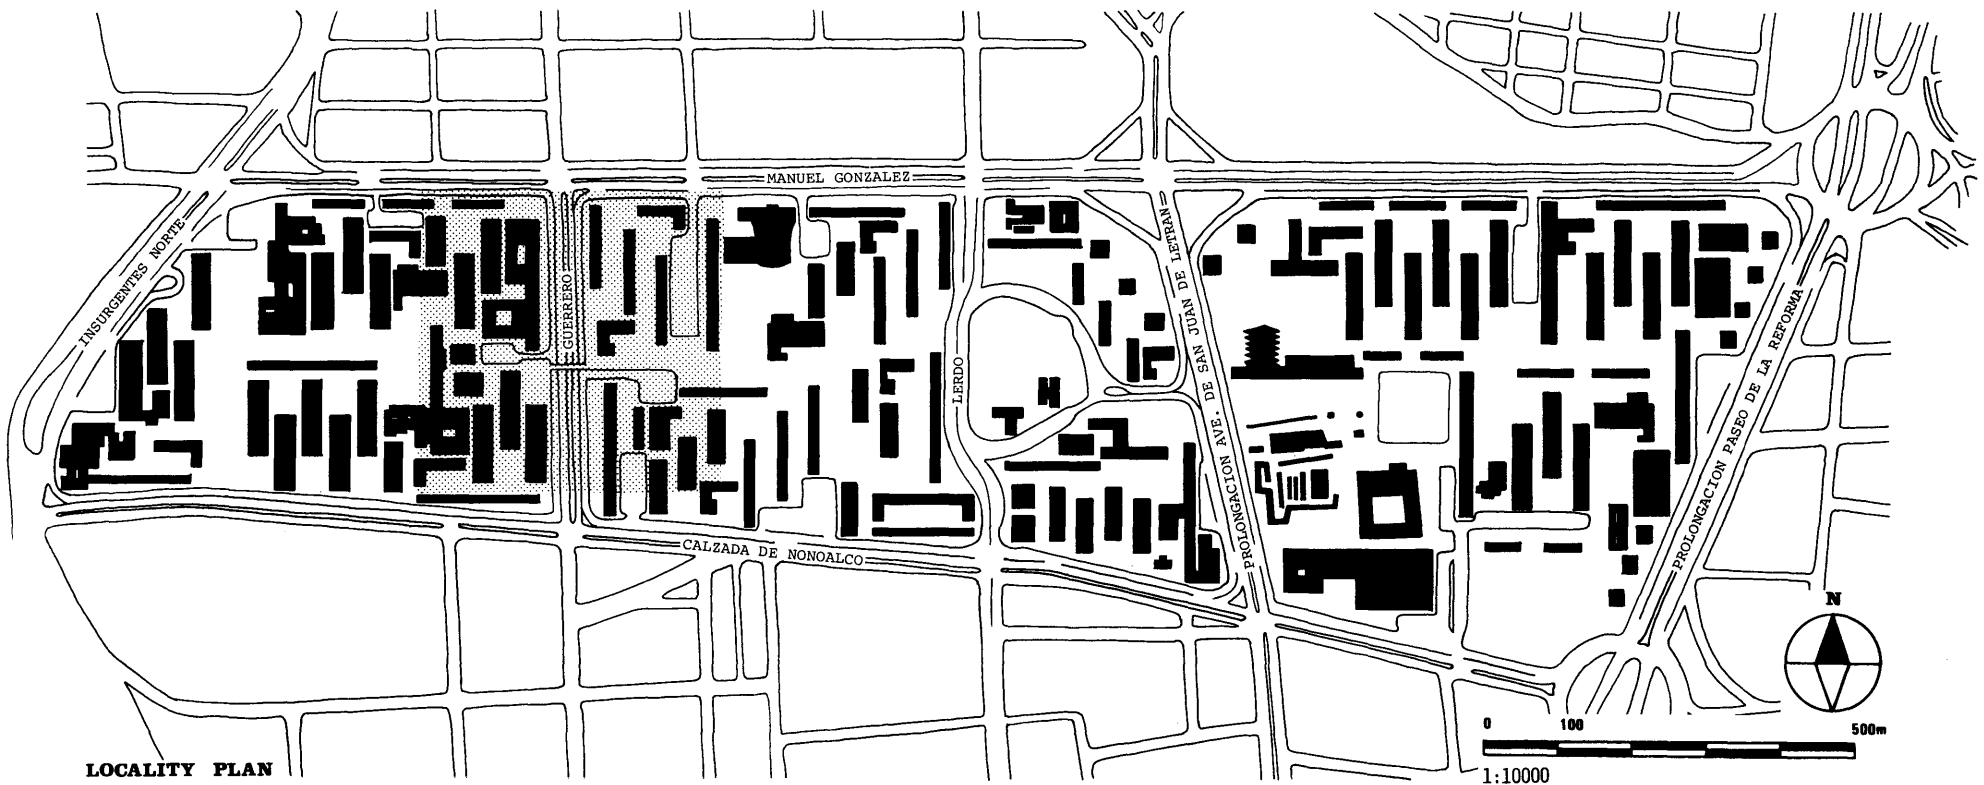 MANUEL GONZALEZ
INSURGENTES NORTE
GUERRERO
LERDO
PROLONGACION AVE. DE SAN JUAN DE LETRAN
PROLONGACION PASEO DE LA REFORMA
CALZADA DE NONOALCO
N
0 100 500m
1:10000
LOCALITY PLAN